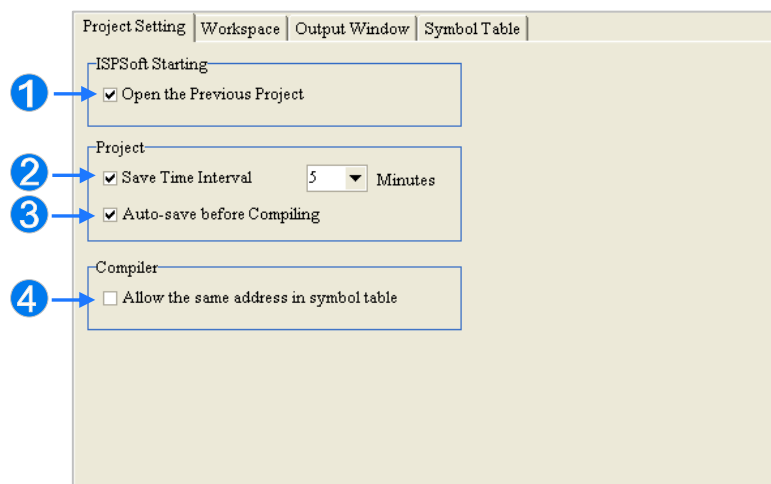 Project Setting Workspace Output Window Symbol Table
ISPSoft Starting
1 Open the Previous Project
Project
2 Save Time Interval 5 Minutes
3 Auto-save before Compiling
Compiler
4 Allow the same address in symbol table